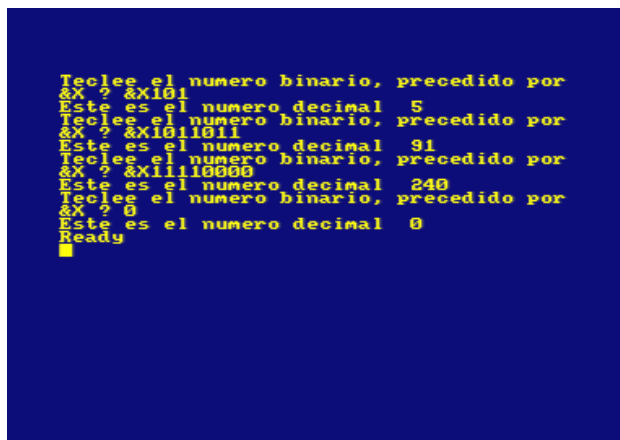 Teclee el numero binario, precedido por
&X ? &X101
Este es el numero decimal  5
Teclee el numero binario, precedido por
&X ? &X1011011
Este es el numero decimal  91
Teclee el numero binario, precedido por
&X ? &X11110000
Este es el numero decimal  240
Teclee el numero binario, precedido por
&X ? 0
Este es el numero decimal  0
Ready